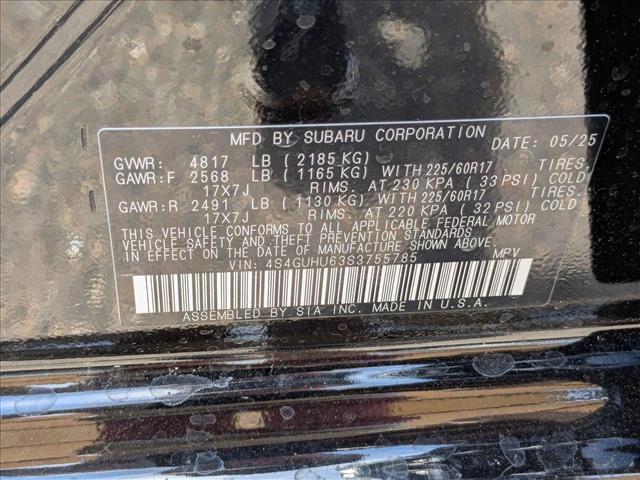 MFD BY SUBARU CORPORATION DATE: 05/25
GVWR: 4817 LB (2185 KG)
GAWR:F 2568 LB (1165 KG) WITH 225/60R17 TIRES,
17X7J RIMS. AT 230 KPA (33 PSI) COLD
GAWR:R 2491 LB (1130 KG) WITH 225/60R17 TIRES,
17X7J RIMS. AT 220 KPA (32 PSI) COLD
THIS VEHICLE CONFORMS TO ALL APPLICABLE FEDERAL MOTOR
VEHICLE SAFETY AND THEFT PREVENTION STANDARDS
IN EFFECT ON THE DATE OF MANUFACTURE SHOWN ABOVE.
VIN: 4S4GUHU63S3755785 MPV
ASSEMBLED BY SIA INC. MADE IN U.S.A.